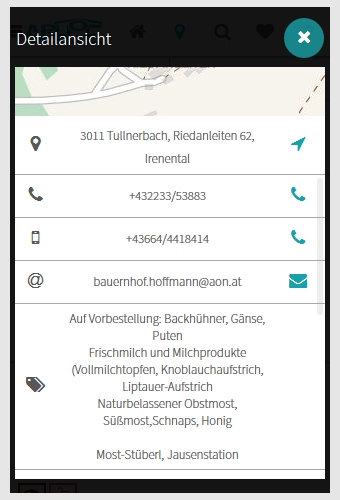 Detailansicht
3011 Tullnerbach, Riedanleiten 62,
Irenental
+432233/53883
+43664/4418414
@ bauernhof.hoffmann@aon.at
Auf Vorbestellung: Backhühner, Gänse,
Puten
Frischmilch und Milchprodukte
(Vollmilchtopfen, Knoblauchaufstrich,
Liptauer-Aufstrich
Naturbelassener Obstmost,
Süßmost,Schnaps, Honig
Most-Stüberl, Jausenstation